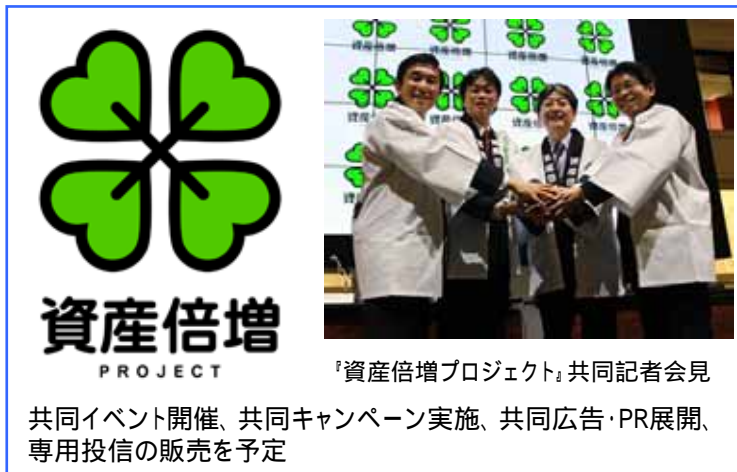 資産倍増
PROJECT
『資産倍増プロジェクト』共同記者会見
共同イベント開催、共同キャンペーン実施、共同広告・PR展開、
専用投信の販売を予定